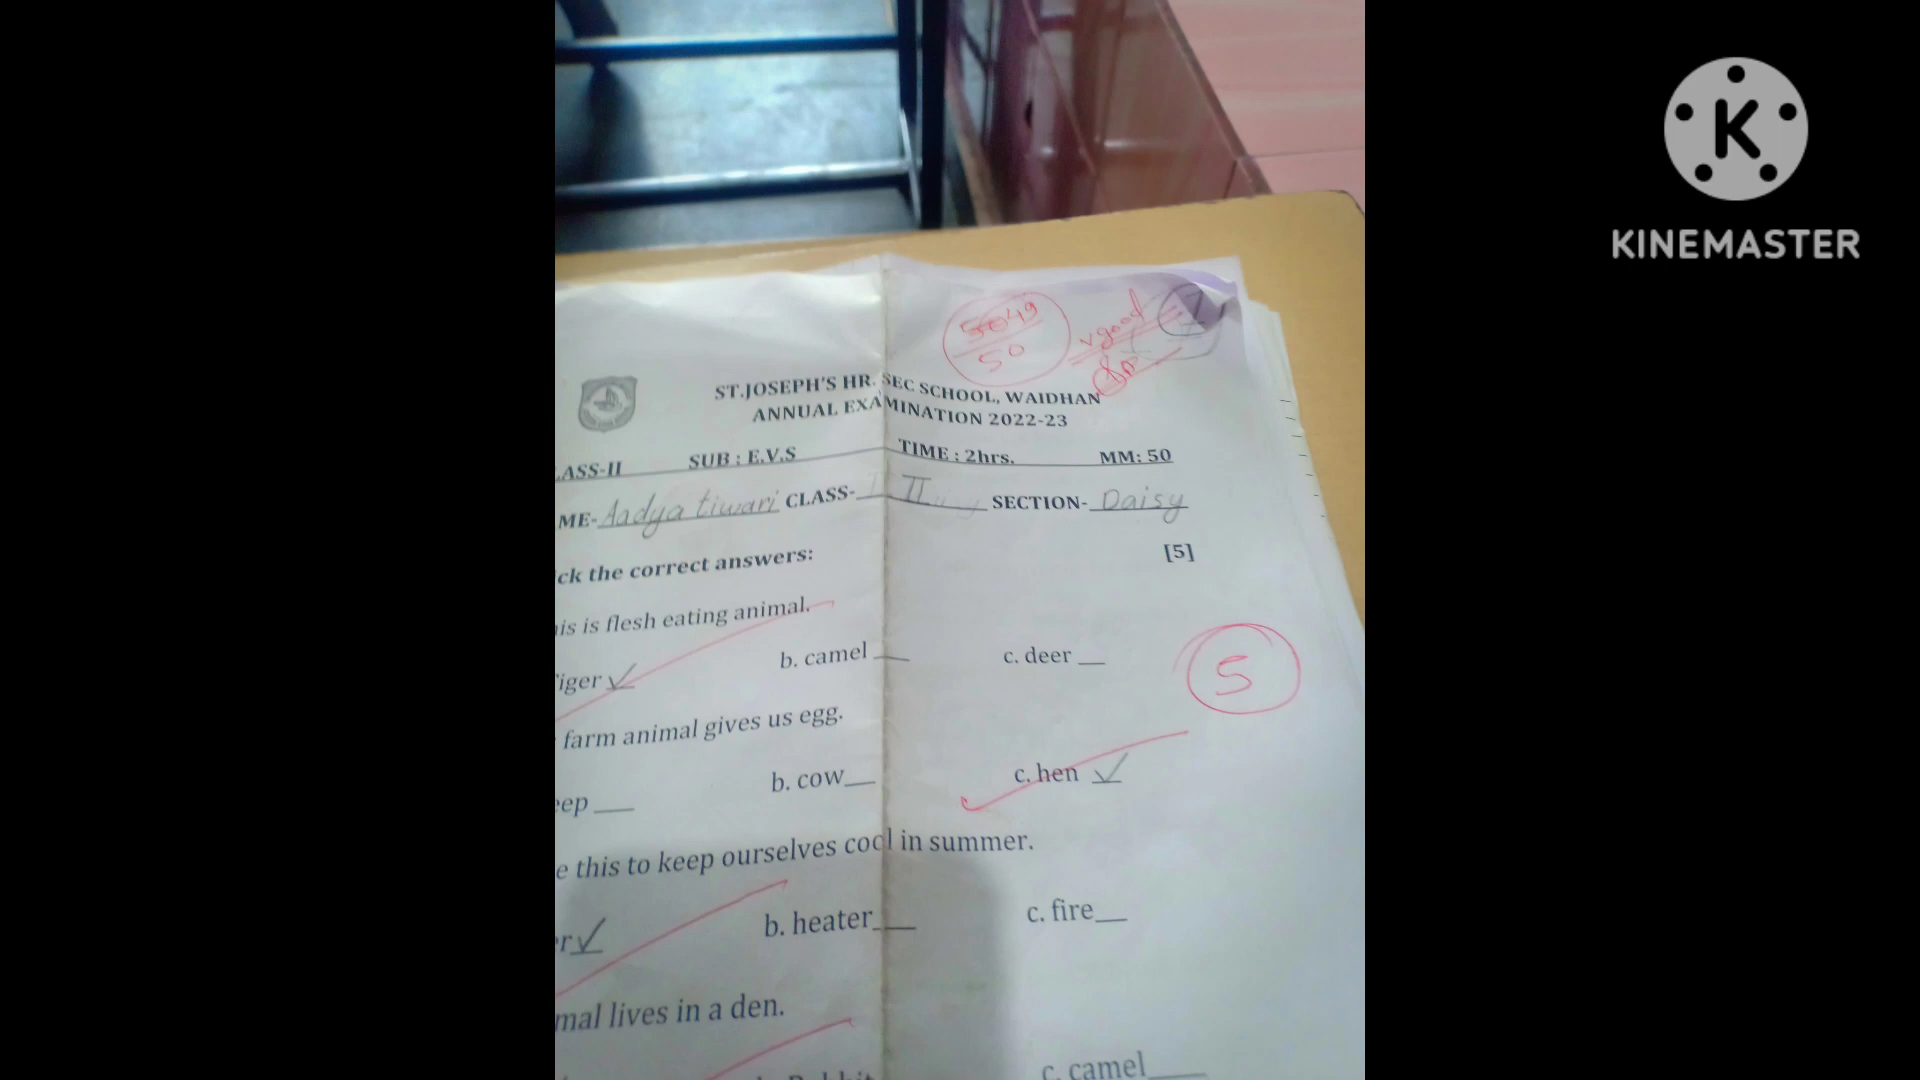 KINEMASTER
49
50
v good
ST.JOSEPH'S HR. SEC SCHOOL, WAIDHAN
ANNUAL EXAMINATION 2022-23
LASS-II SUB : E.V.S TIME : 2hrs. MM: 50
ME- Aadya tiwari CLASS- II SECTION- Daisy
ck the correct answers: [5]
is is flesh eating animal.
iger b. camel c. deer
5
farm animal gives us egg.
eep b. cow c. hen
e this to keep ourselves cool in summer.
r b. heater c. fire
mal lives in a den.
c. camel